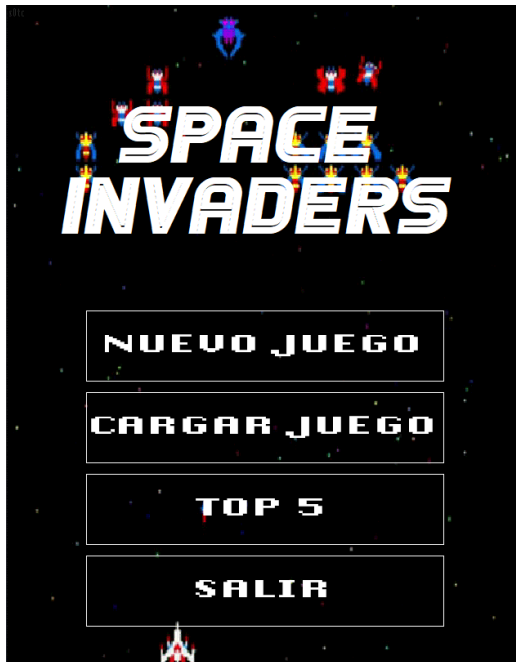 SPACE
INVADERS
NUEVO JUEGO
CARGAR JUEGO
TOP 5
SALIR